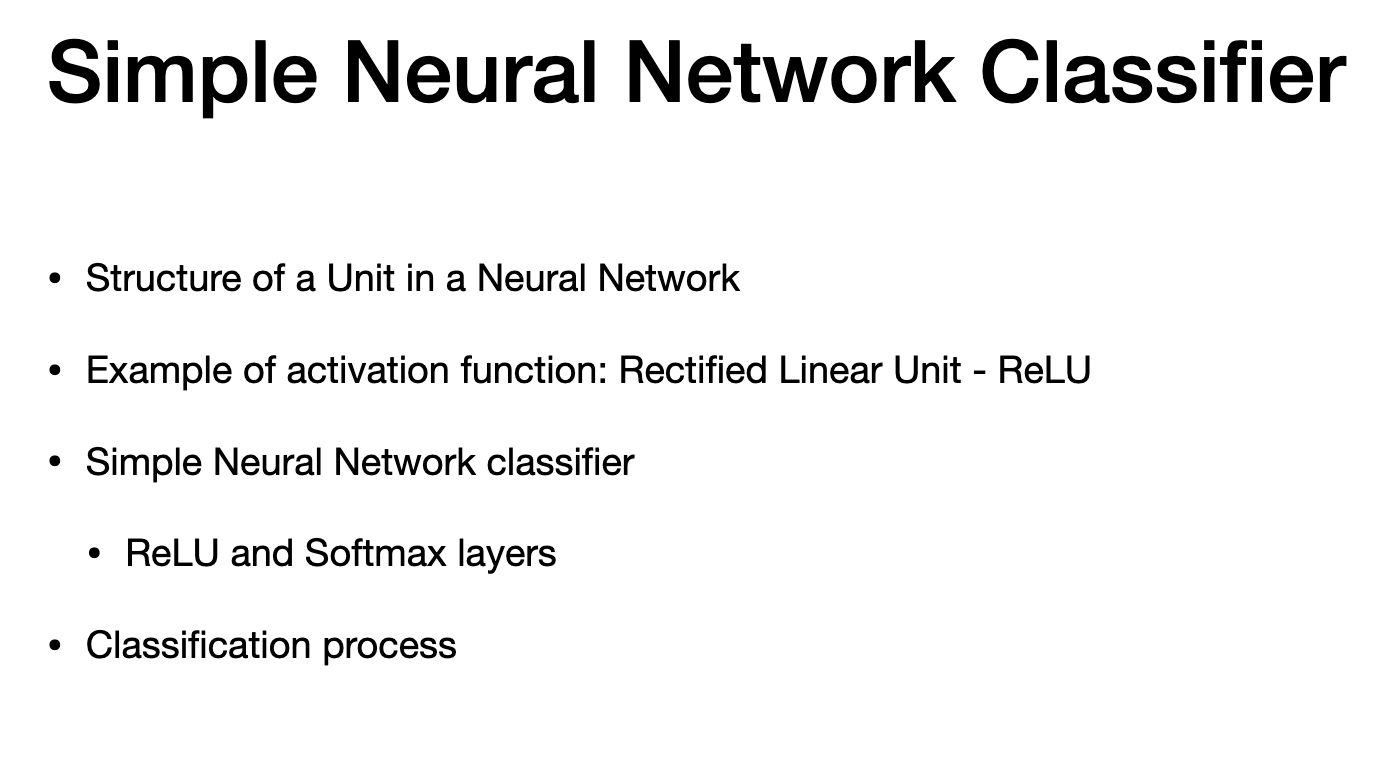 Simple Neural Network Classifier
• Structure of a Unit in a Neural Network
• Example of activation function: Rectified Linear Unit - ReLU
• Simple Neural Network classifier
• ReLU and Softmax layers
• Classification process